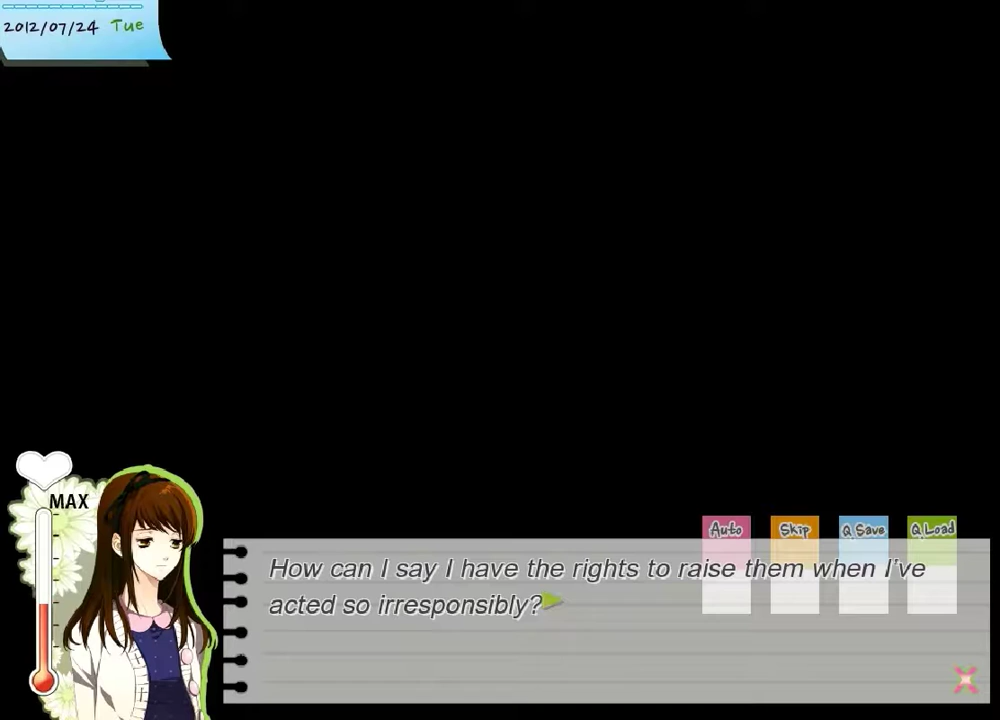 2012/07/24 Tue
MAX
Auto Skip Q.Save Q.Load
How can I say I have the rights to raise them when I've
acted so irresponsibly?